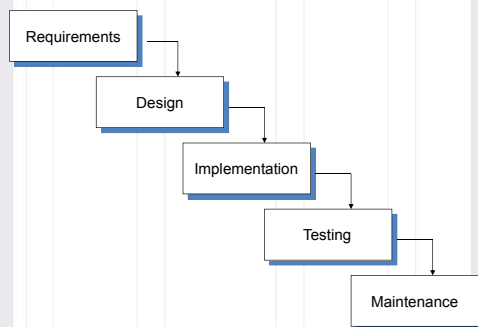 Requirements
Design
Implementation
Testing
Maintenance